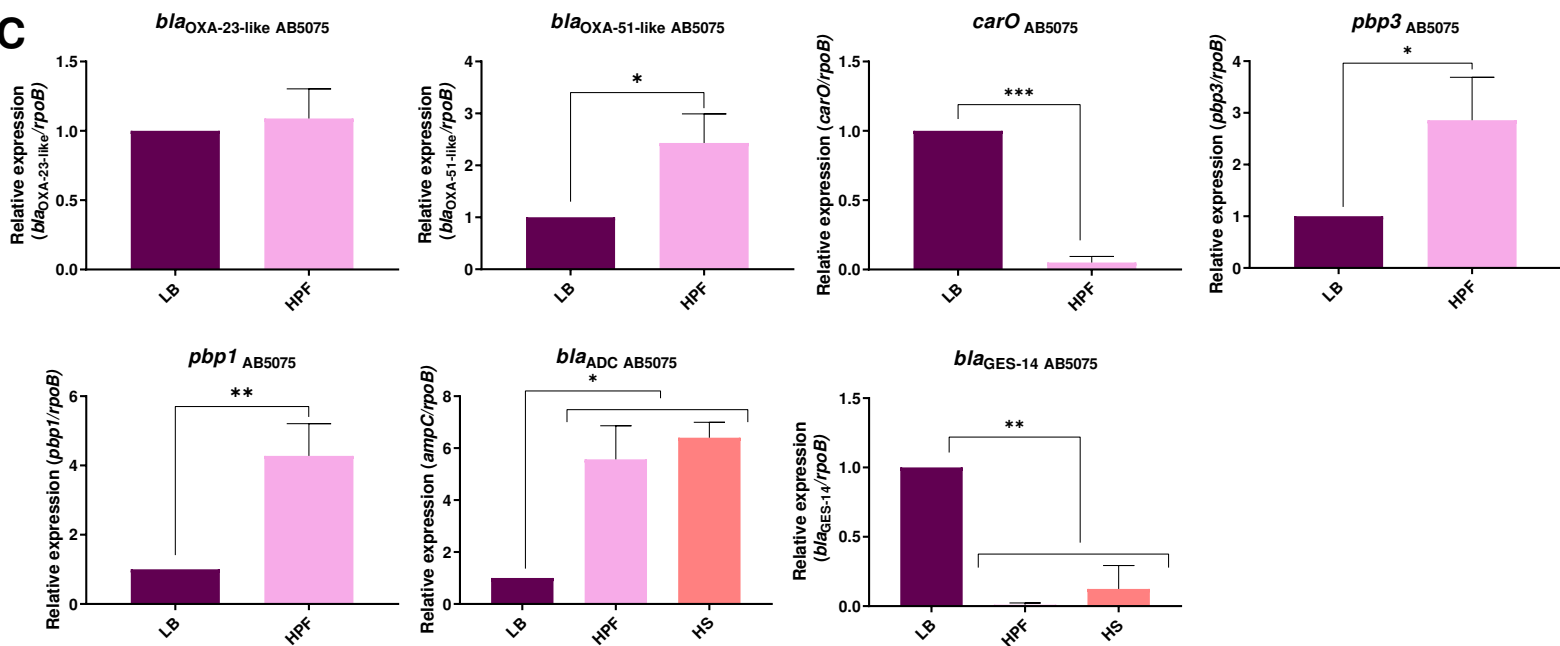 C
blaOXA-23-like AB5075
Relative expression
(blaOXA-23-like/rpoB)
1.5
1.0
0.5
0.0
LB
HPF
blaOXA-51-like AB5075
Relative expression
(blaOXA-51-like/rpoB)
4
3
2
1
0
*
LB
HPF
carO AB5075
Relative expression (carO/rpoB)
1.5
1.0
0.5
0.0
***
LB
HPF
pbp3 AB5075
Relative expression (pbp3/rpoB)
4
3
2
1
0
*
LB
HPF
pbp1 AB5075
Relative expression (pbp1/rpoB)
6
4
2
0
**
LB
HPF
blaADC AB5075
Relative expression (ampC/rpoB)
8
6
4
2
0
*
LB
HPF
HS
blaGES-14 AB5075
Relative expression
(blaGES-14/rpoB)
1.5
1.0
0.5
0.0
**
LB
HPF
HS